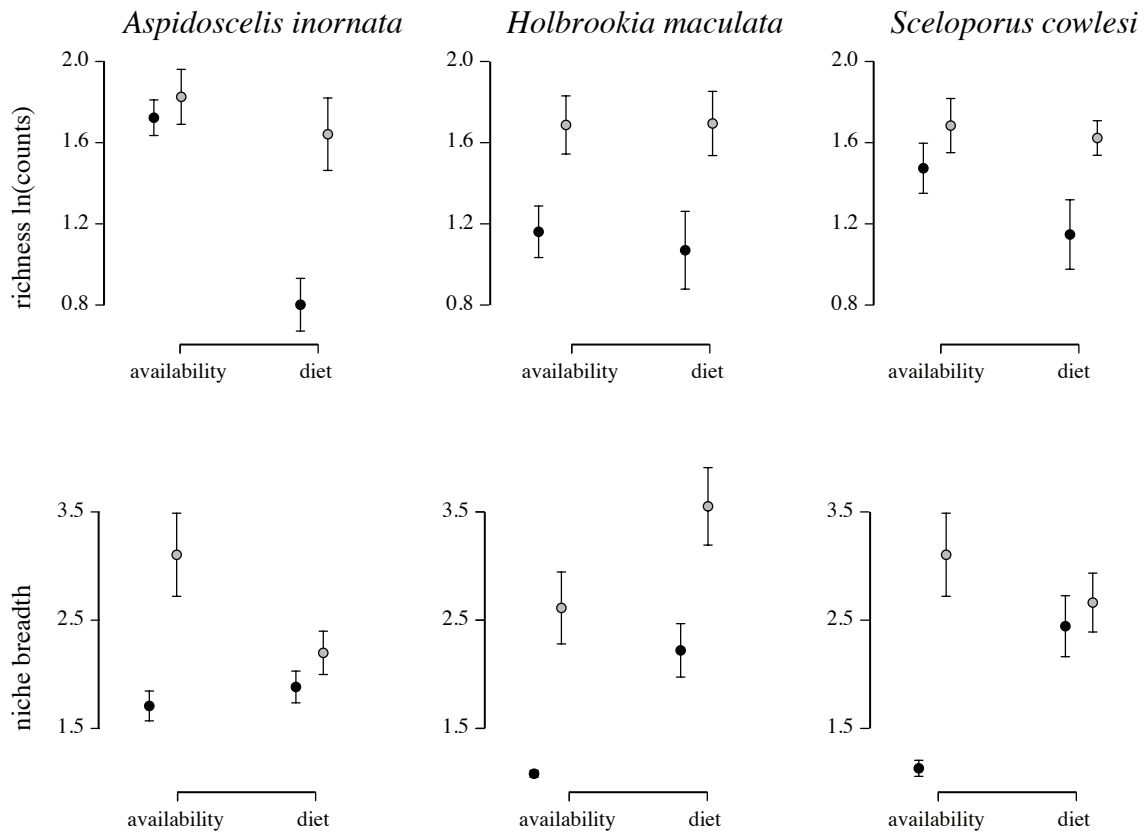 Aspidoscelis inornata
Holbrookia maculata
Sceloporus cowlesi
richness ln(counts)
2.0
1.6
1.2
0.8
availability
diet
2.0
1.6
1.2
0.8
availability
diet
2.0
1.6
1.2
0.8
availability
diet
niche breadth
3.5
2.5
1.5
availability
diet
3.5
2.5
1.5
availability
diet
3.5
2.5
1.5
availability
diet